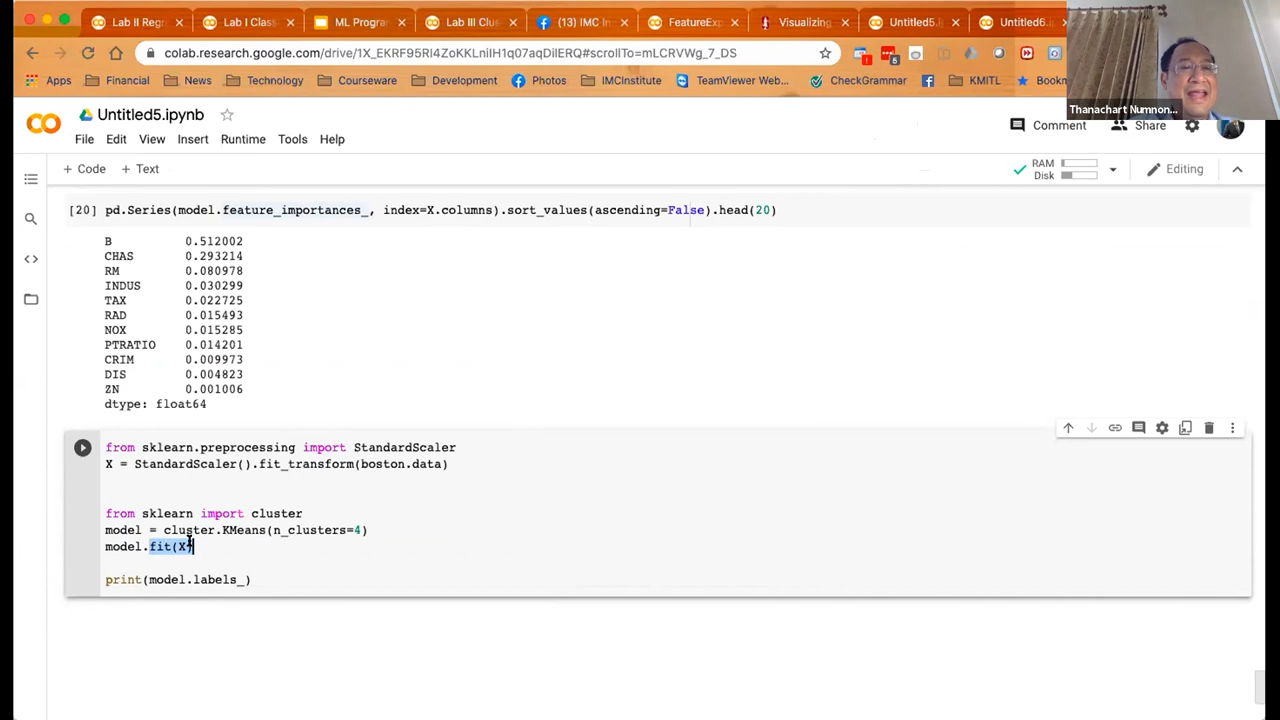 Lab II Regre
Lab I Class
ML Progra
Lab III Clus
(13) IMC In
FeatureExp
Visualizing
Untitled5.i
Untitled6.
colab.research.google.com/drive/1X_EKRF95RI4ZoKKLniIH1q07aqDilERQ#scrollTo=mLCRVWg_7_DS
Apps
Financial
News
Technology
Courseware
Development
Photos
IMCInstitute
TeamViewer Web...
CheckGrammar
KMITL
Bookm
Thanachart Numnon...
Untitled5.ipynb
File Edit View Insert Runtime Tools Help
Comment
Share
+ Code + Text
RAM
Disk
Editing
[20] pd.Series(model.feature_importances_, index=X.columns).sort_values(ascending=False).head(20)
B 0.512002
CHAS 0.293214
RM 0.080978
INDUS 0.030299
TAX 0.022725
RAD 0.015493
NOX 0.015285
PTRATIO 0.014201
CRIM 0.009973
DIS 0.004823
ZN 0.001006
dtype: float64
from sklearn.preprocessing import StandardScaler
X = StandardScaler().fit_transform(boston.data)
from sklearn import cluster
model = cluster.KMeans(n_clusters=4)
model.fit(X)
print(model.labels_)